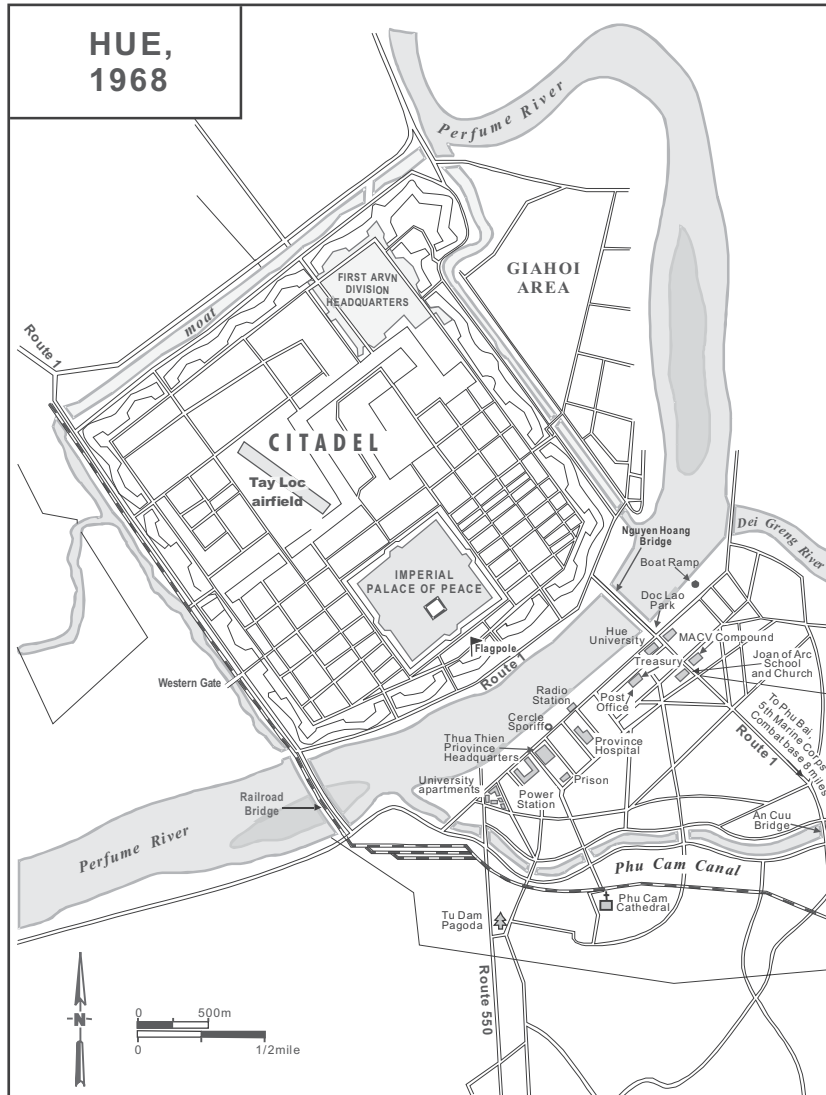 HUE,
1968
Perfume River
GIAHOI
AREA
FIRST ARVN
DIVISION
HEADQUARTERS
moat
Route 1
CITADEL
Tay Loc
airfield
Nguyen Hoang
Bridge
Dei Greng River
Boat Ramp
IMPERIAL
PALACE OF PEACE
Doc Lao
Park
Hue
University
MACV Compound
Flagpole
Route 1
Treasury
Joan of Arc
School
and Church
Western Gate
Radio
Station
Post
Office
To Phu Bai,
5th Marine Corps
Combat base 8 miles
Route 1
Cercle
Sporiff
Thua Thien
Priovince
Headquarters
Province
Hospital
University
apartments
Prison
Power
Station
Railroad
Bridge
An Cuu
Bridge
Perfume River
Phu Cam Canal
Phu Cam
Cathedral
Tu Dam
Pagoda
Route 550
N
0 500m
0 1/2mile